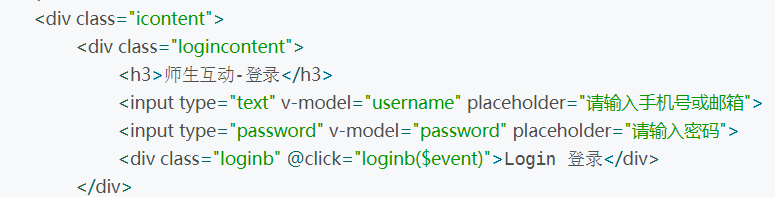 <div class="icontent">
<div class="logincontent">
<h3>师生互动-登录</h3>
<input type="text" v-model="username" placeholder="请输入手机号或邮箱">
<input type="password" v-model="password" placeholder="请输入密码">
<div class="loginb" @click="loginb($event)">Login 登录</div>
</div>